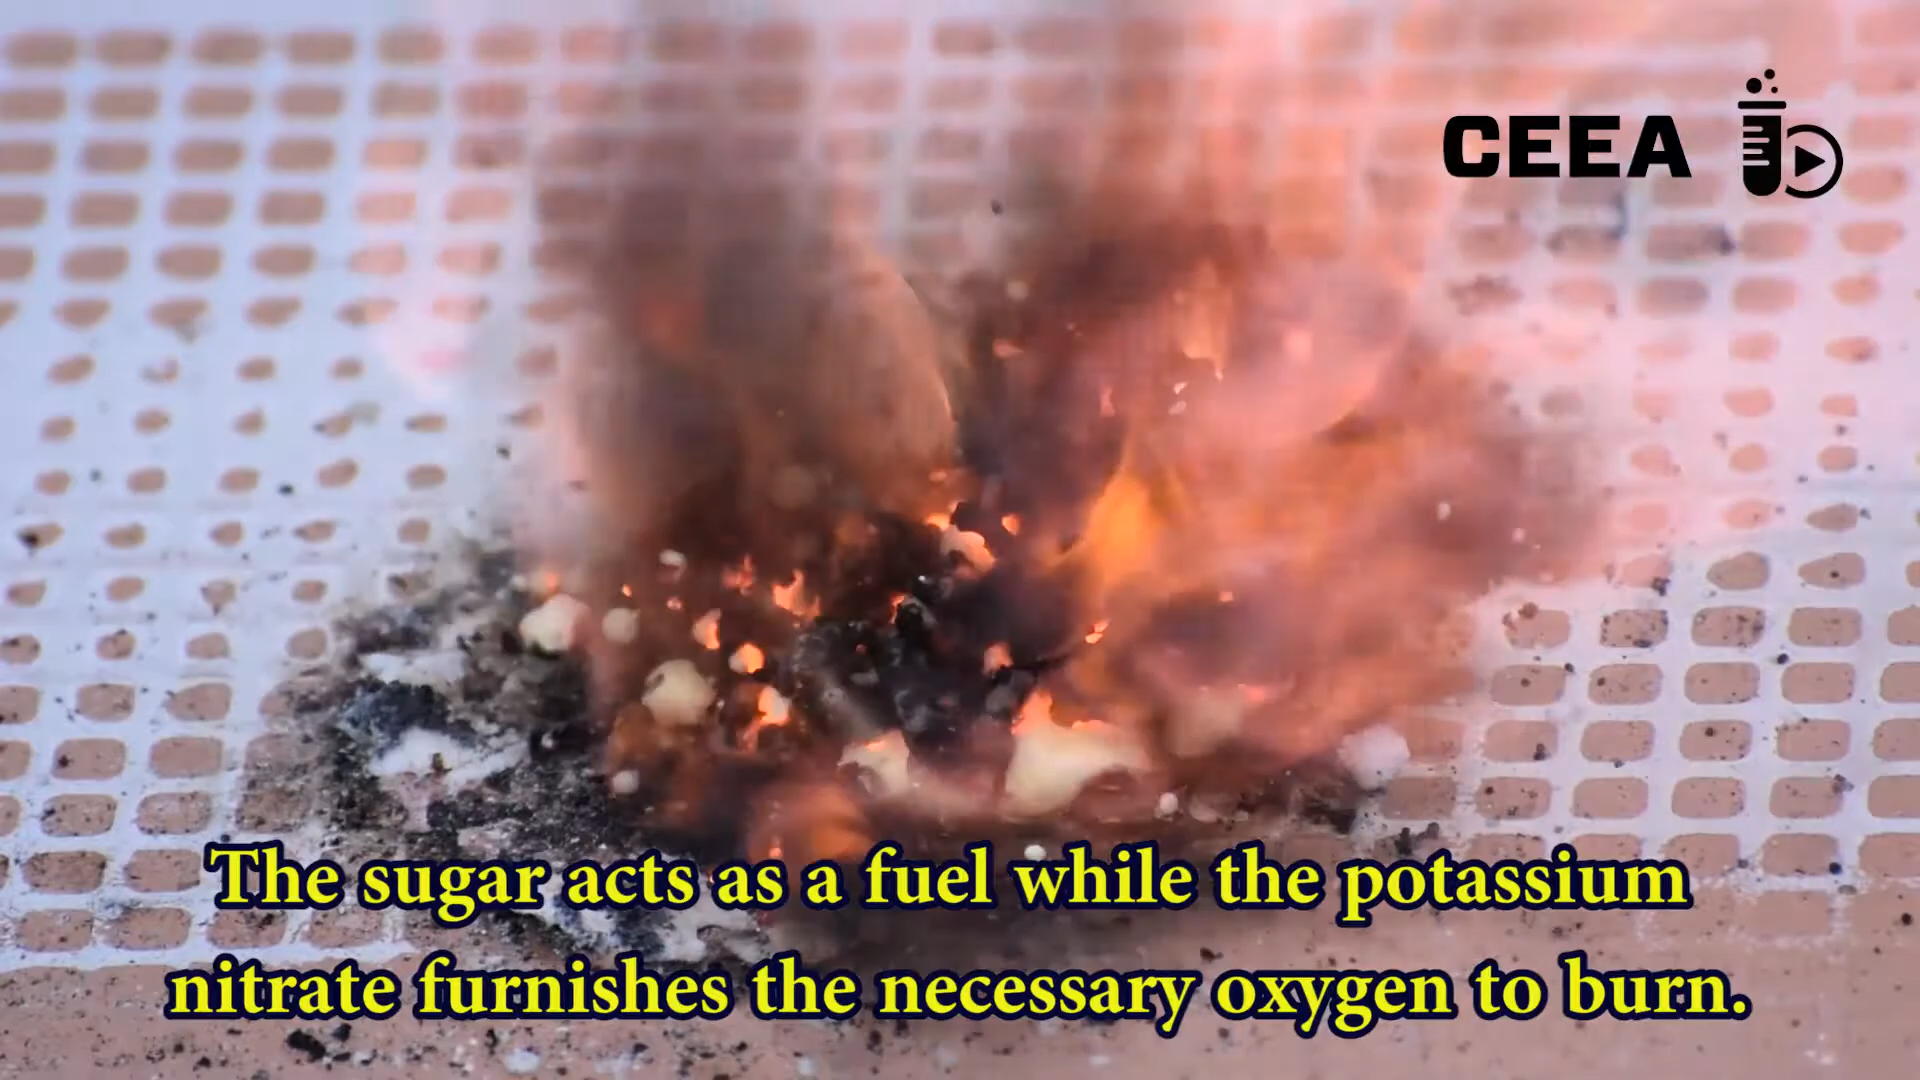 CEEA
The sugar acts as a fuel while the potassium
nitrate furnishes the necessary oxygen to burn.